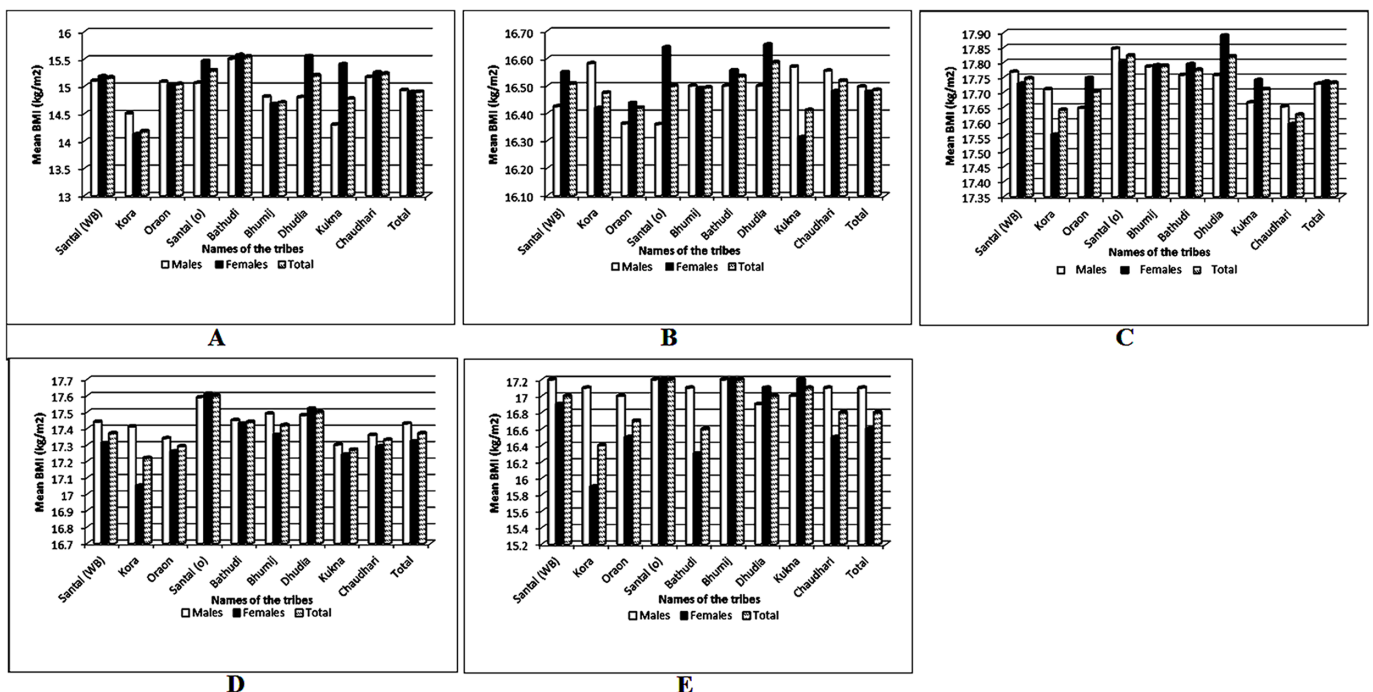 16
15.5
15
14.5
14
13.5
13
Mean BMI (kg/m2)
Santal (WB) Kora Oraon Santal (o) Bathudi Bhumij Dhudia Kukna Chaudhari Total
Names of the tribes
Males Females Total
A
16.70
16.60
16.50
16.40
16.30
16.20
16.10
Mean BMI (kg/m2)
Santal (WB) Kora Oraon Santal (o) Bhumij Bathudi Dhudia Kukna Chaudhari Total
Names of the tribes
Males Females Total
B
17.90
17.85
17.80
17.75
17.70
17.65
17.60
17.55
17.50
17.45
17.40
17.35
Mean BMI (kg/m2)
Santal (WB) Kora Oraon Santal (o) Bhumij Bathudi Dhudia Kukna Chaudhari Total
Names of the tribes
Males Females Total
C
17.7
17.6
17.5
17.4
17.3
17.2
17.1
17
16.9
16.8
16.7
Mean BMI (kg/m2)
Santal (WB) Kora Oraon Santal (o) Bathudi Bhumij Dhudia Kukna Chaudhari Total
Names of the tribes
Males Females Total
D
17.2
17
16.8
16.6
16.4
16.2
16
15.8
15.6
15.4
15.2
Mean BMI (kg/m2)
Santal (WB) Kora Oraon Santal (o) Bathudi Bhumij Dhudia Kukna Chaudhari Total
Names of the tribes
Males Females Total
E